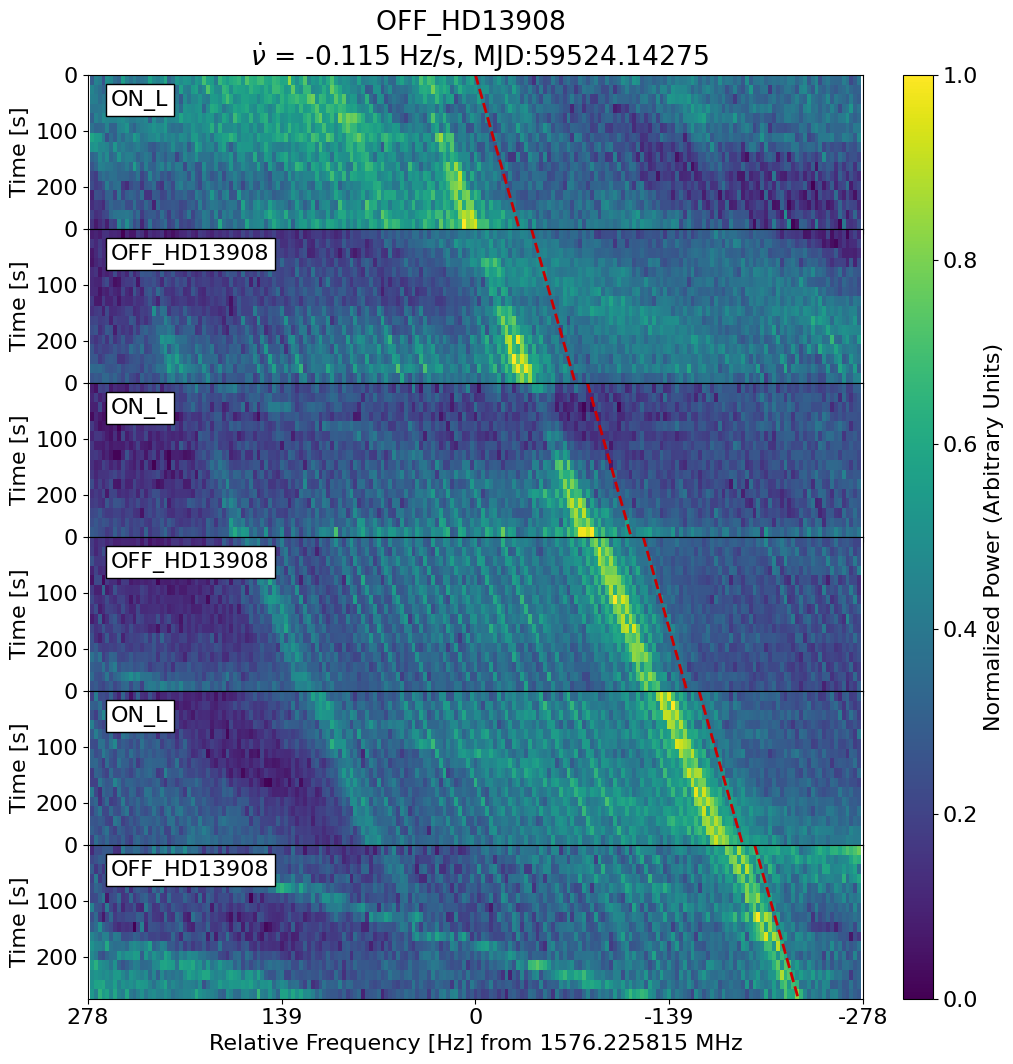 OFF_HD13908
ν̇ = -0.115 Hz/s, MJD:59524.14275
ON_L
OFF_HD13908
ON_L
OFF_HD13908
ON_L
OFF_HD13908
Time [s]
0
100
200
Time [s]
0
100
200
Time [s]
0
100
200
Time [s]
0
100
200
Time [s]
0
100
200
Time [s]
0
100
200
278
139
0
-139
-278
Relative Frequency [Hz] from 1576.225815 MHz
1.0
0.8
0.6
0.4
0.2
0.0
Normalized Power (Arbitrary Units)